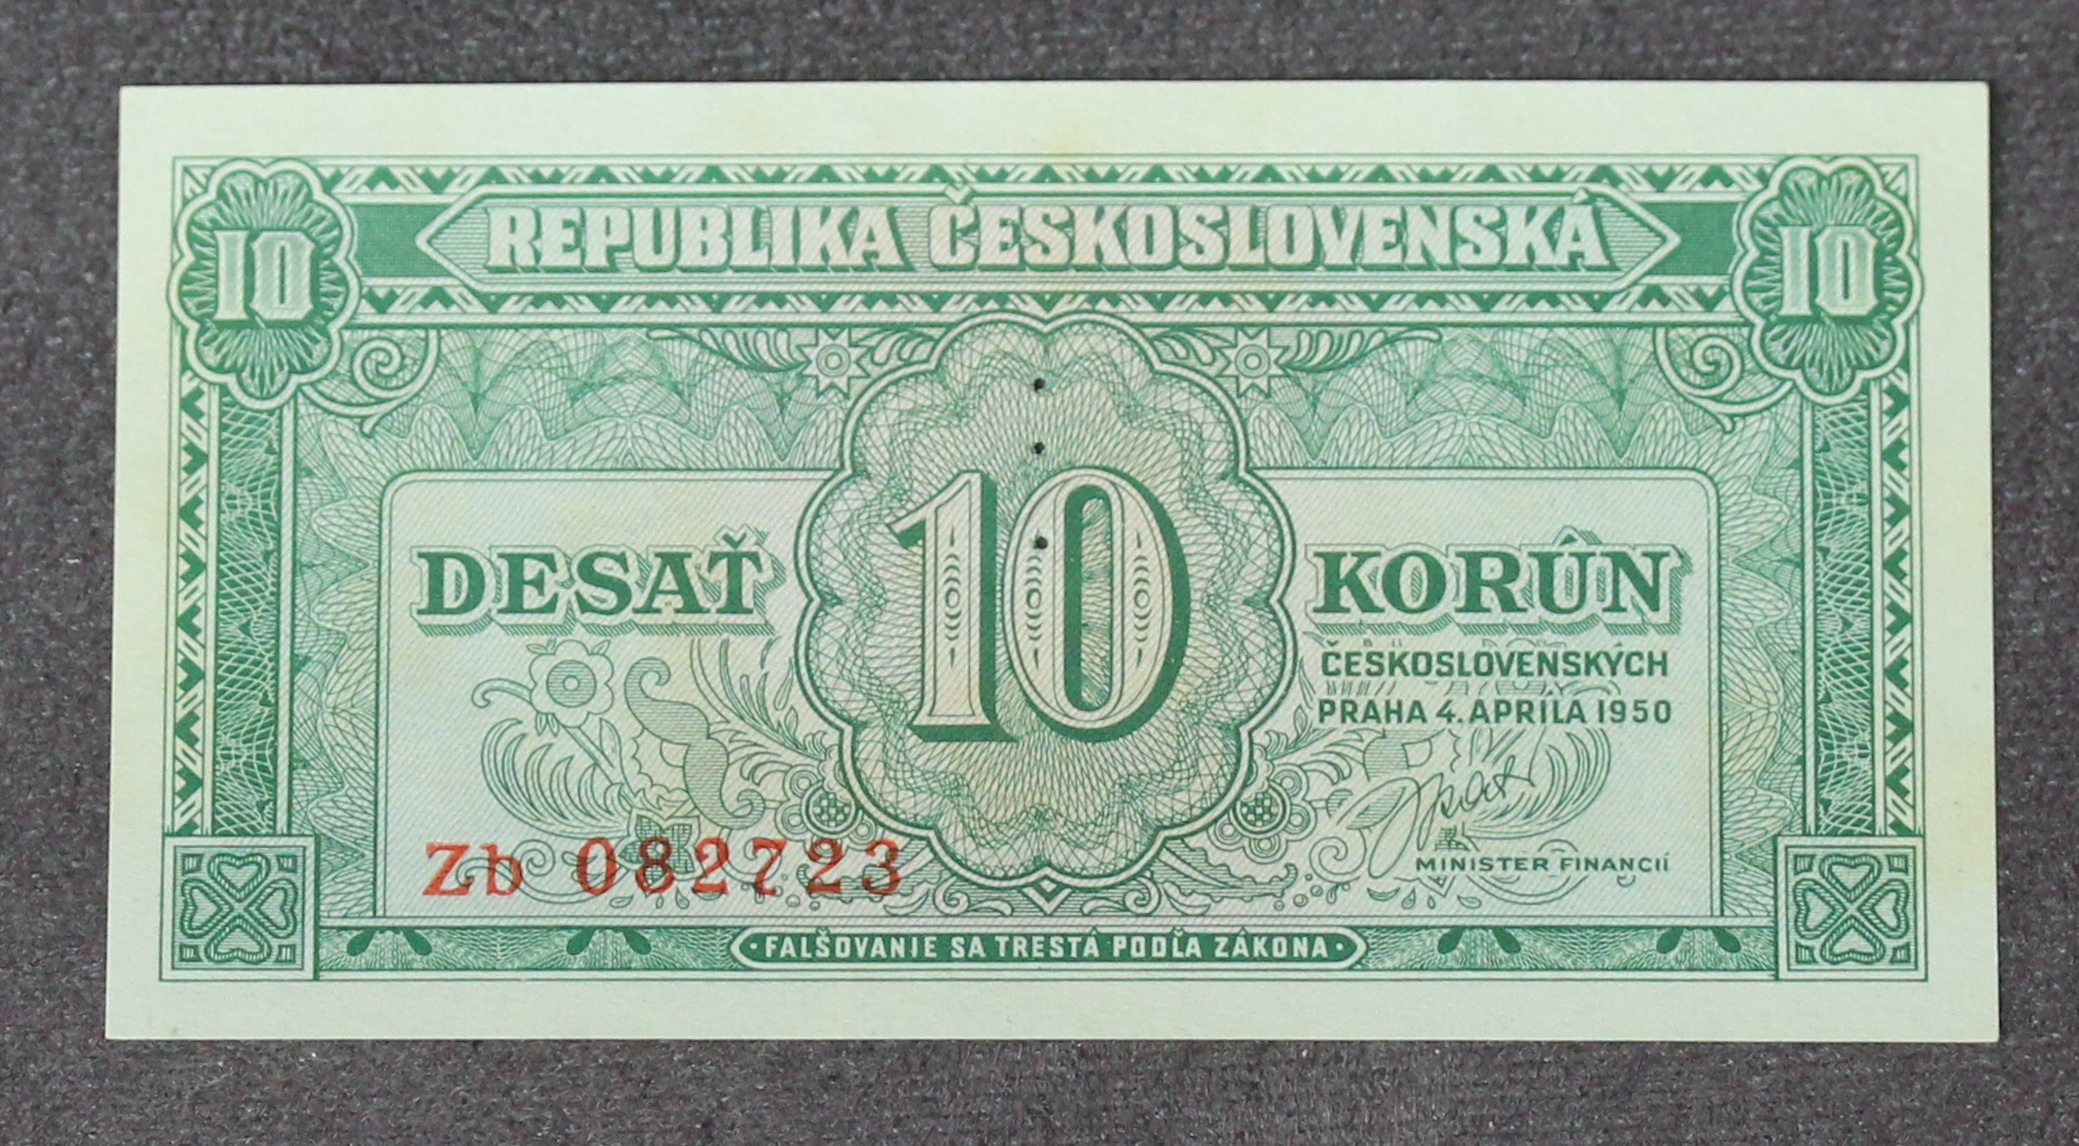 10 REPUBLIKA ČESKOSLOVENSKÁ 10
DESAŤ 10 KORÚN
ČESKOSLOVENSKÝCH
PRAHA 4. APRÍLA 1950
Zb 082723
MINISTER FINANCIÍ
FALŠOVANIE SA TRESTÁ PODĽA ZÁKONA